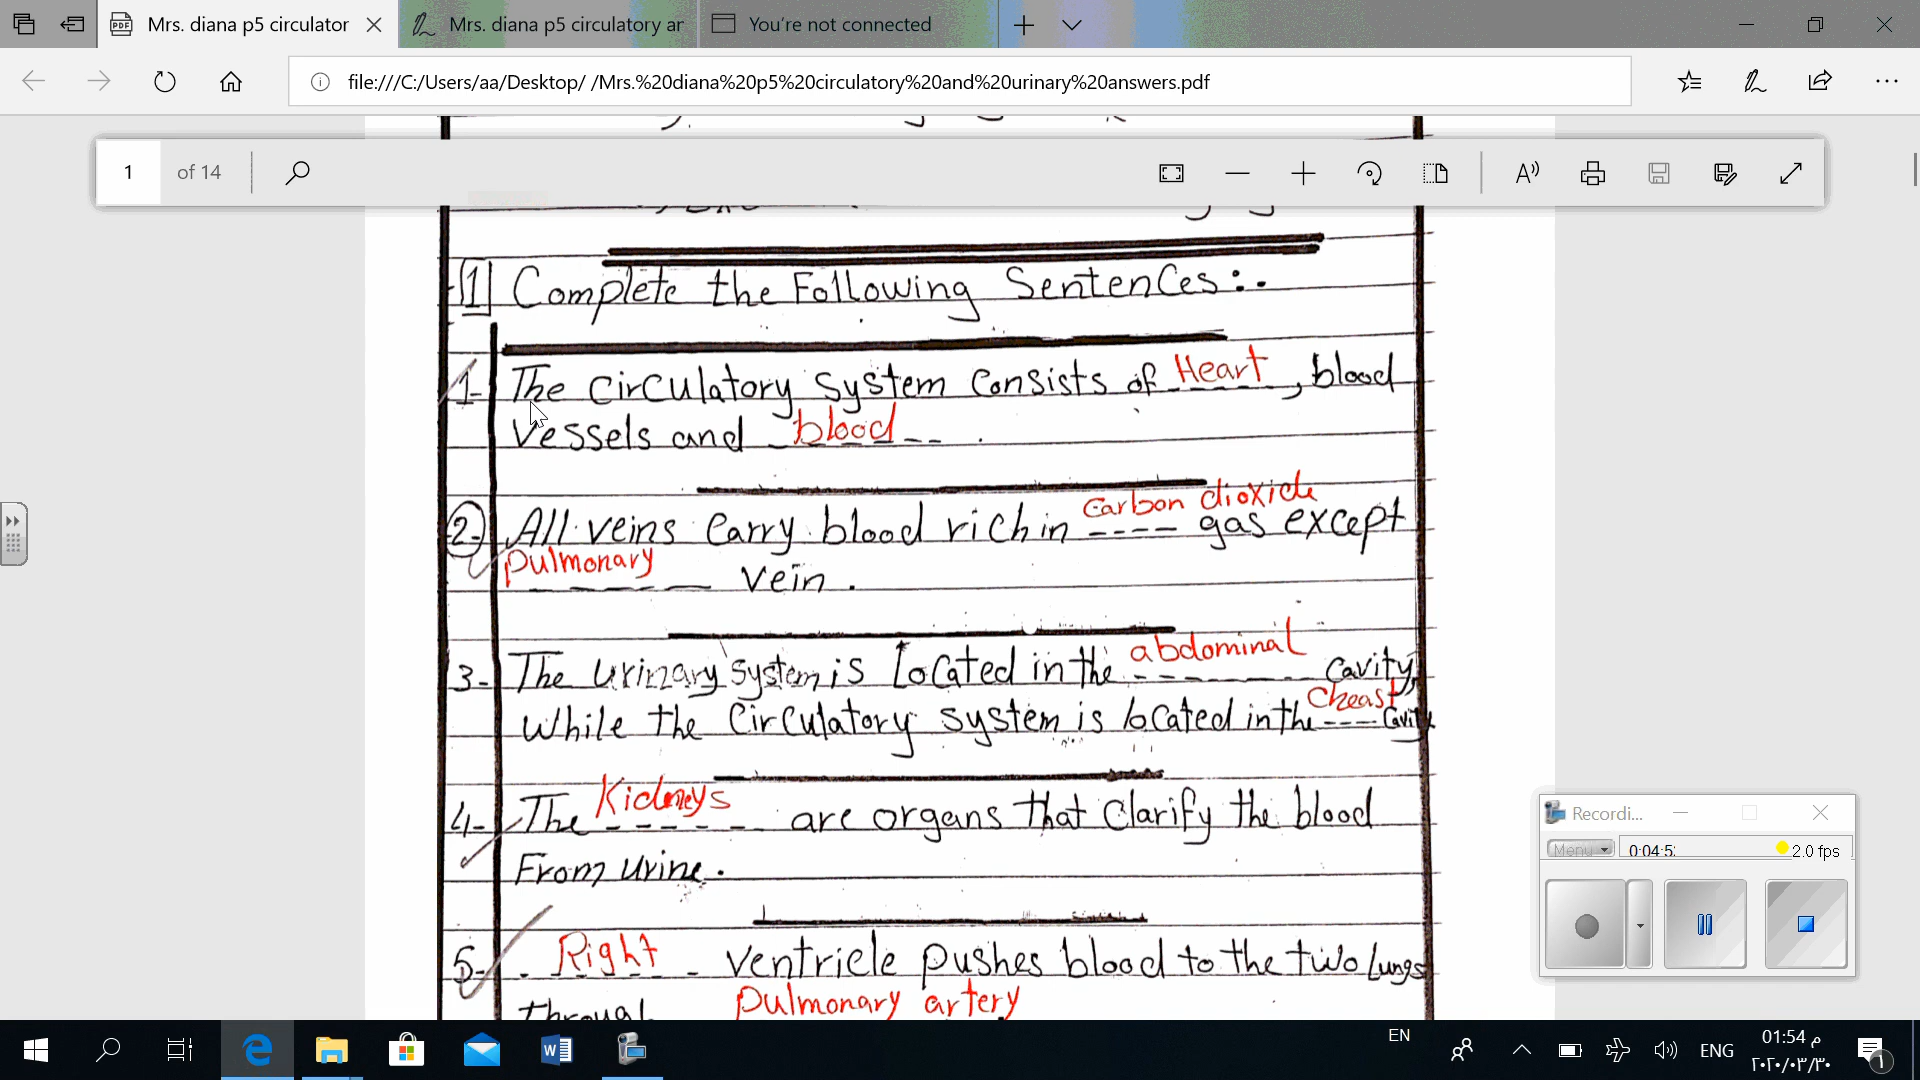 Mrs. diana p5 circulator
Mrs. diana p5 circulatory ar
You're not connected
file:///C:/Users/aa/Desktop/ /Mrs.%20diana%20p5%20circulatory%20and%20urinary%20answers.pdf
1 of 14
1 Complete the Following Sentences:.
1- The circulatory system consists of Heart, blood
vessels and blood .
2- All veins carry blood rich in carbon dioxide gas except
Pulmonary vein .
3- The urinary system is located in the abdominal cavity,
while the circulatory system is located in the Cheast cavity
4- The Kidneys are organs that clarify the blood
From urine.
5- Right ventricle pushes blood to the two lungs
through Pulmonary artery
Recordi...
Menu 0:04:5 2.0 fps
EN
ENG
01:54 م
٢٠٢٠/٠٣/٣٠
1